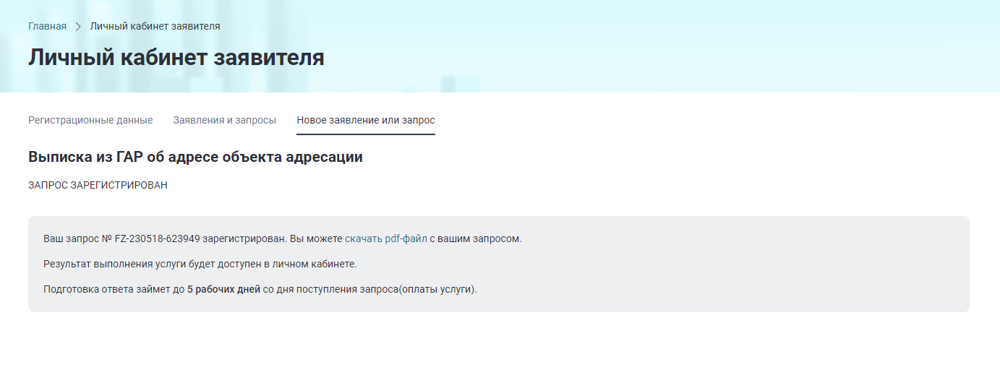 Главная > Личный кабинет заявителя
Личный кабинет заявителя
Регистрационные данные Заявления и запросы Новое заявление или запрос
Выписка из ГАР об адресе объекта адресации
ЗАПРОС ЗАРЕГИСТРИРОВАН
Ваш запрос № FZ-230518-623949 зарегистрирован. Вы можете скачать pdf-файл с вашим запросом.
Результат выполнения услуги будет доступен в личном кабинете.
Подготовка ответа займет до 5 рабочих дней со дня поступления запроса(оплаты услуги).